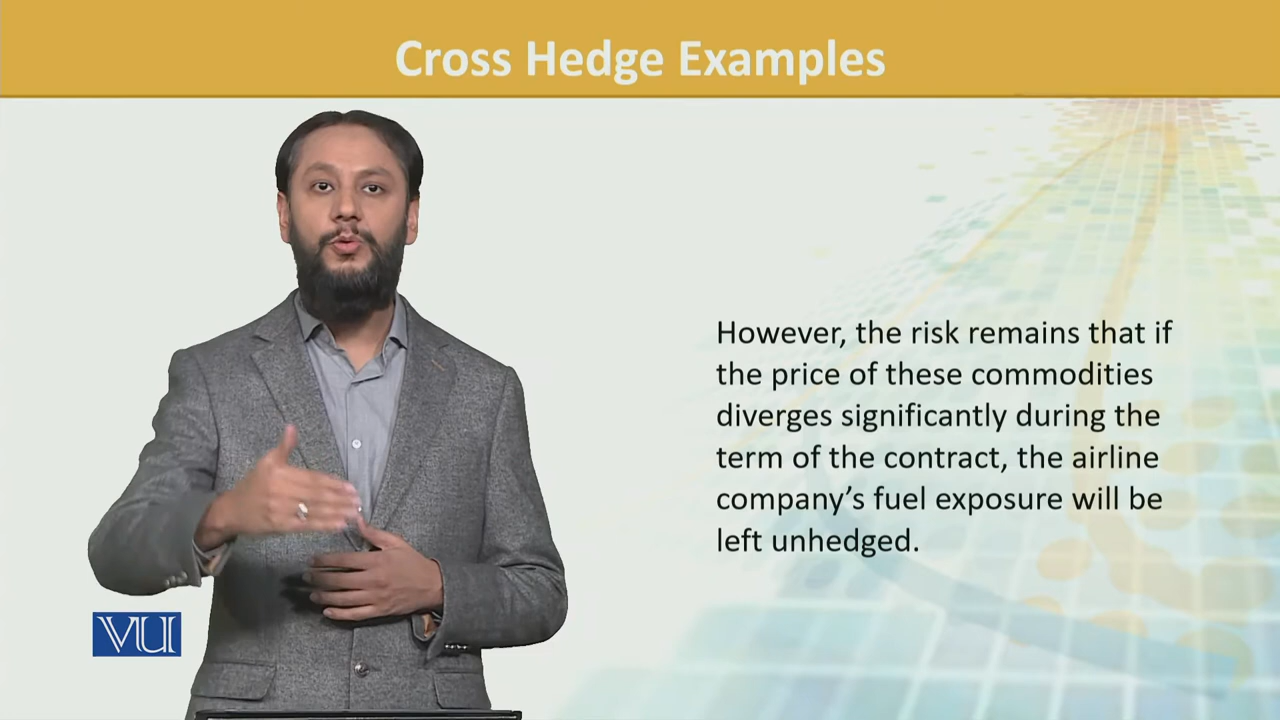 Cross Hedge Examples
However, the risk remains that if
the price of these commodities
diverges significantly during the
term of the contract, the airline
company’s fuel exposure will be
left unhedged.
VU